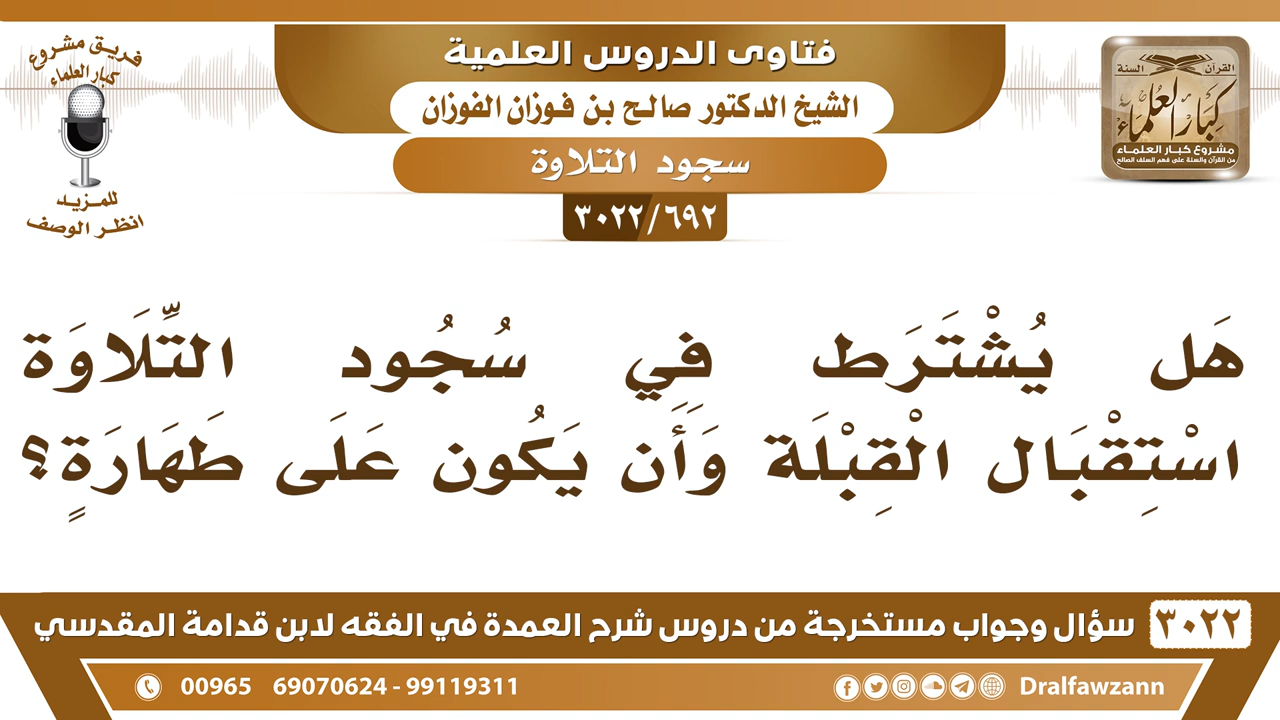 فتاوى الدروس العلمية
الشيخ الدكتور صالح بن فوزان الفوزان
سجود التلاوة
٣٠٢٢/٦٩٢
فريق مشروع
كبار العلماء
للمزيد
انظر الوصف
القرآن السنة
كبار العلماء
مشروع كبار العلماء
من القرآن والسنة على فهم السلف الصالح
هَل يُشْتَرَط في سُجُود التِّلَاوَة
اسْتِقْبَال الْقِبْلَة وَأَن يَكُون عَلَى طَهَارَةٍ؟
٣٠٢٢ سؤال وجواب مستخرجة من دروس شرح العمدة في الفقه لابن قدامة المقدسي
00965 69070624 - 99119311
Dralfawzann